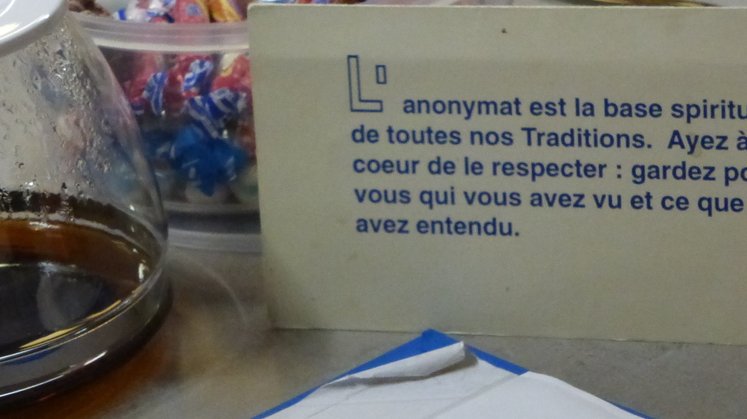 L'anonymat est la base
de toutes nos Traditions. Ayez à
coeur de le respecter : gardez
vous qui vous avez vu et ce que
avez entendu.